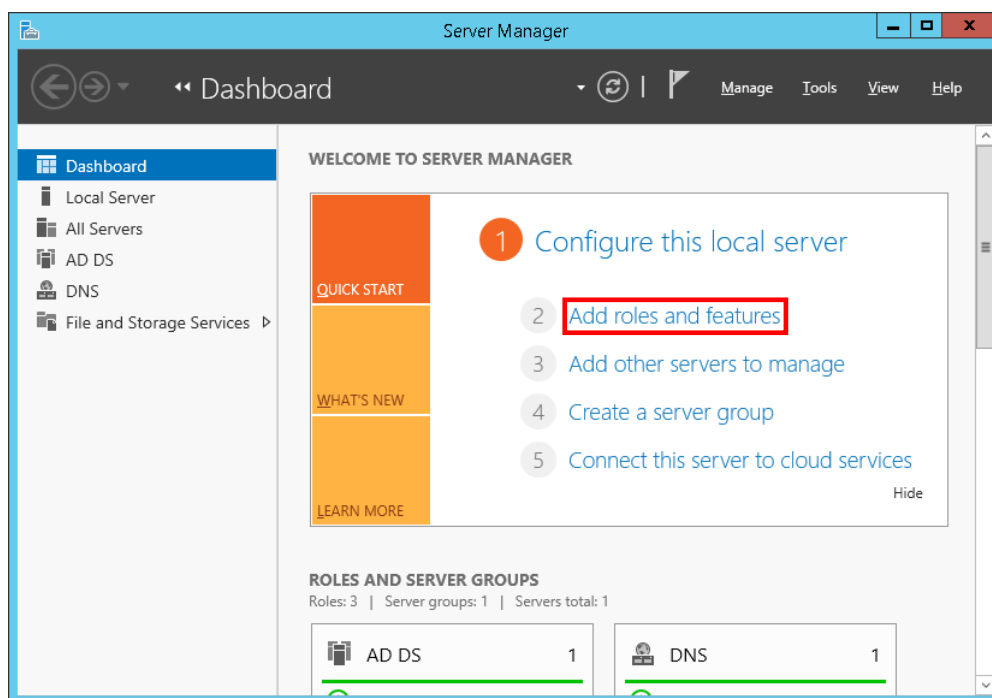 Server Manager
Dashboard
Manage Tools View Help
Dashboard
Local Server
All Servers
AD DS
DNS
File and Storage Services
WELCOME TO SERVER MANAGER
QUICK START
WHAT'S NEW
LEARN MORE
1 Configure this local server
2 Add roles and features
3 Add other servers to manage
4 Create a server group
5 Connect this server to cloud services
Hide
ROLES AND SERVER GROUPS
Roles: 3 | Server groups: 1 | Servers total: 1
AD DS 1
DNS 1